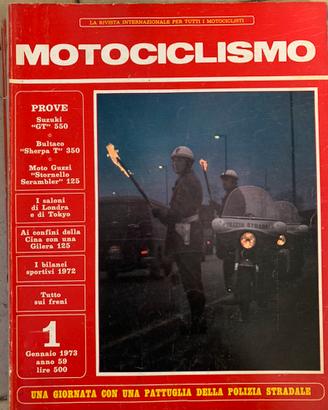 LA RIVISTA INTERNAZIONALE PER TUTTI I MOTOCICLISTI
MOTOCICLISMO
PROVE
Suzuki
"GT" 550
Bultaco
"Sherpa T" 350
Moto Guzzi
"Stornello
Scrambler" 125
I saloni
di Londra
e di Tokyo
Ai confini della
Cina con una
Gilera 125
I bilanci
sportivi 1972
Tutto
sui freni
1
Gennaio 1973
anno 59
lire 500
POLIZIA STRADALE
UNA GIORNATA CON UNA PATTUGLIA DELLA POLIZIA STRADALE